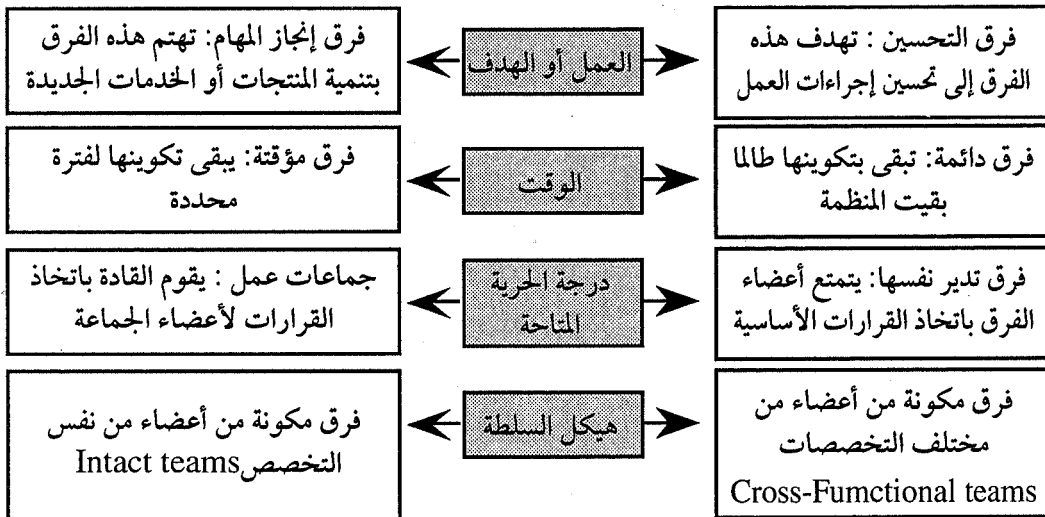 فرق التحسين : تهدف هذه
الفرق إلى تحسين إجراءات العمل
العمل أو الهدف
فرق إنجاز المهام: تهتم هذه الفرق
بتنمية المنتجات أو الخدمات الجديدة
فرق دائمة: تبقى بتكوينها طالما
بقيت المنظمة
الوقت
فرق مؤقتة: يبقى تكوينها لفترة
محددة
فرق تدير نفسها: يتمتع أعضاء
الفرق باتخاذ القرارات الأساسية
درجة الحرية
المتاحة
جماعات عمل : يقوم القادة باتخاذ
القرارات لأعضاء الجماعة
فرق مكونة من أعضاء من
مختلف التخصصات
Cross-Fumctional teams
هيكل السلطة
فرق مكونة من أعضاء من نفس
التخصصIntact teams